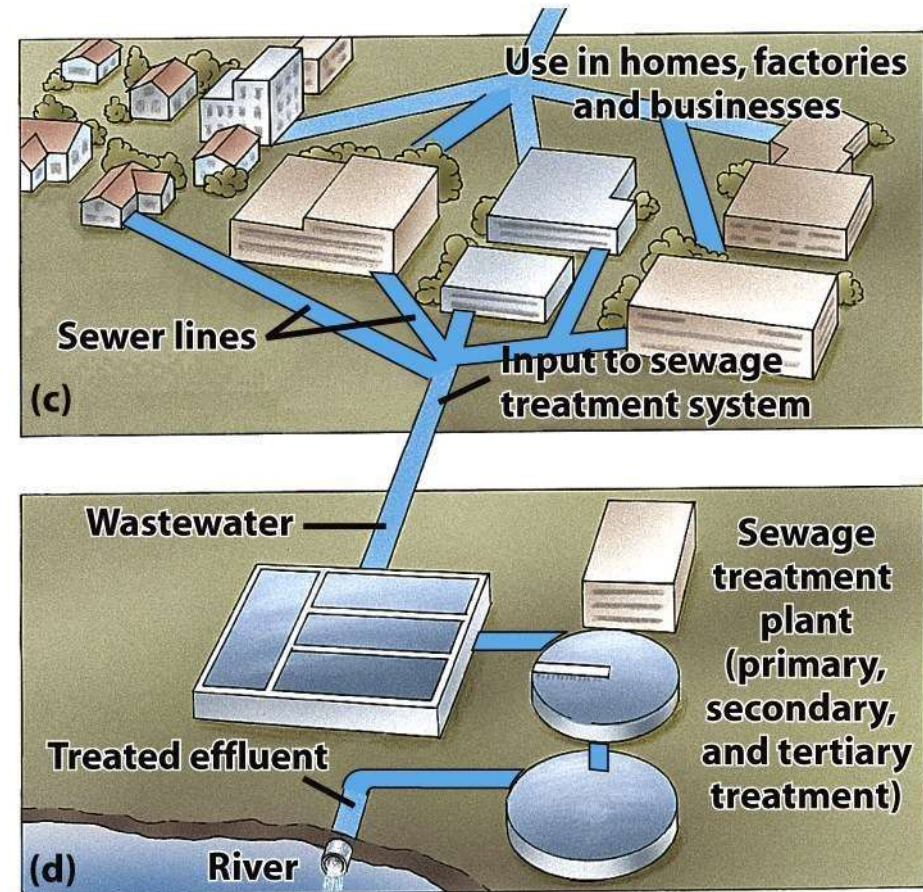 Use in homes, factories
and businesses
Sewer lines
Input to sewage
treatment system
(c)
Wastewater
Sewage
treatment
plant
(primary,
secondary,
and tertiary
treatment)
Treated effluent
River
(d)